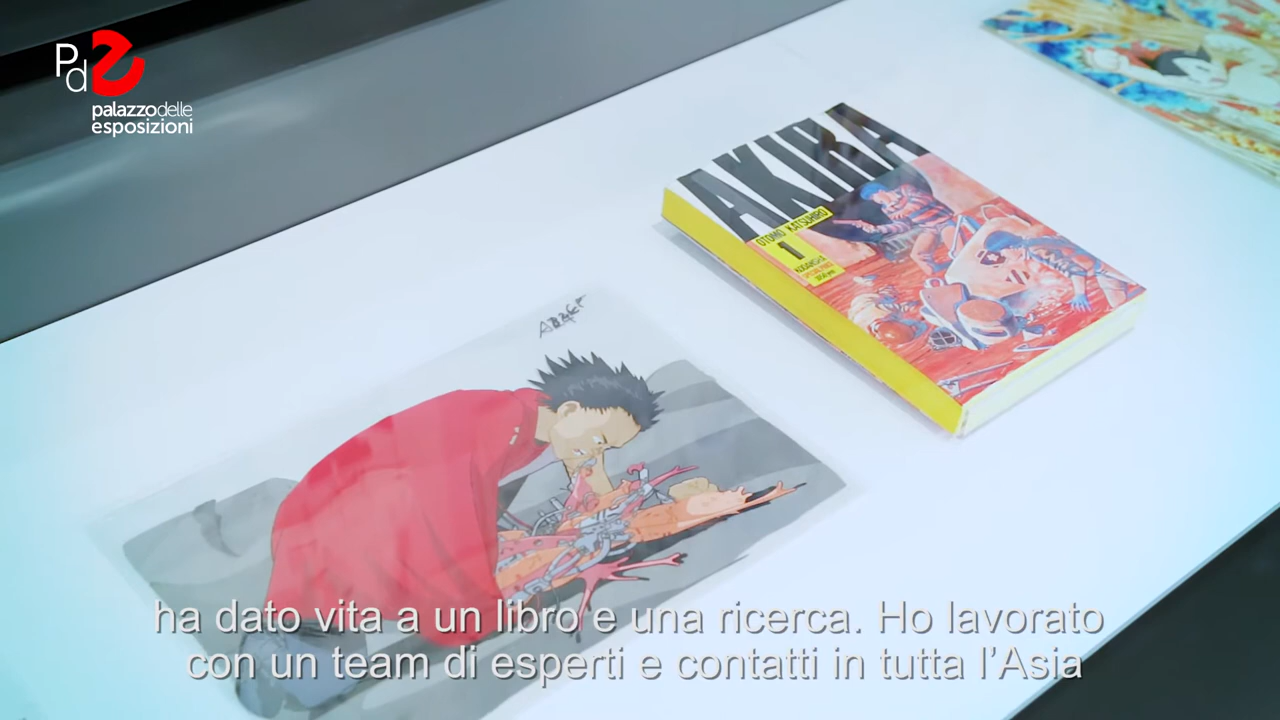 Pd
palazzodelle
esposizioni
AKIRA
OTOMO KATSUHIRO
1
KODANSHA
ha dato vita a un libro e una ricerca. Ho lavorato
con un team di esperti e contatti in tutta l'Asia